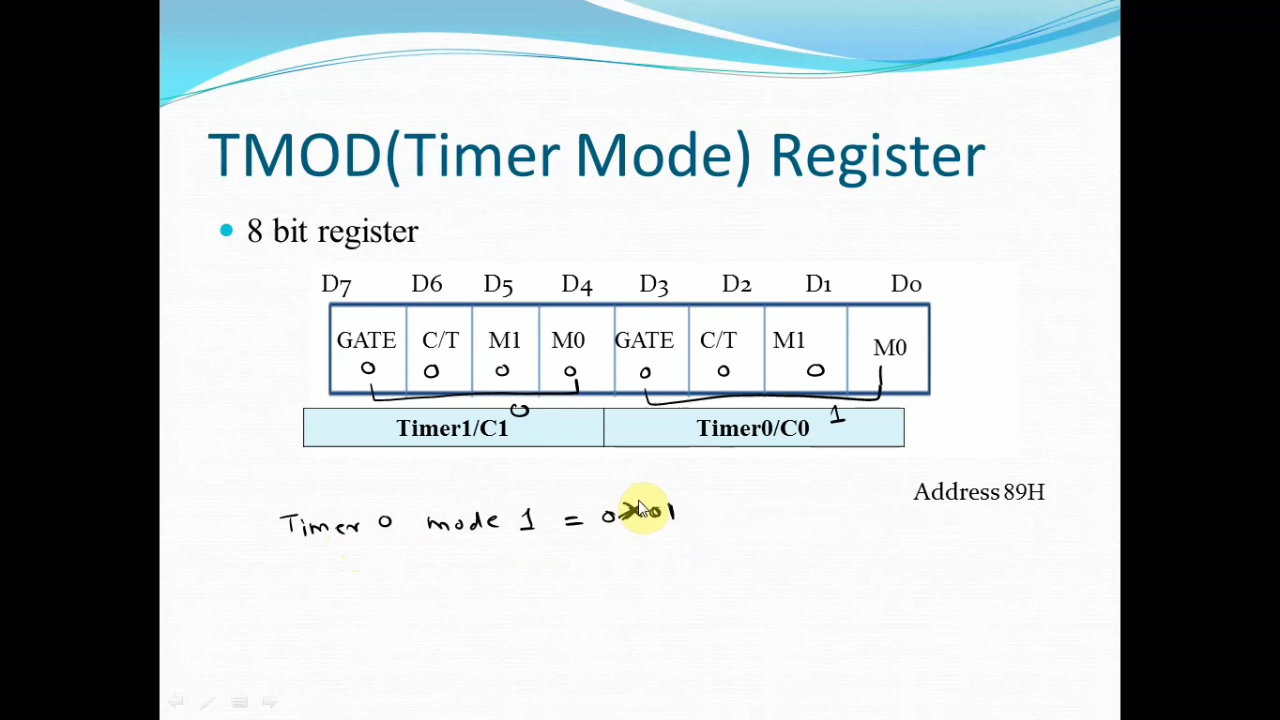 TMOD(Timer Mode) Register
• 8 bit register
D7 D6 D5 D4 D3 D2 D1 D0
GATE C/T M1 M0 GATE C/T M1 M0
0 0 0 0 0 0 0 1
0 1
Timer1/C1 Timer0/C0
Address 89H
Timer 0 mode 1 = 0x01